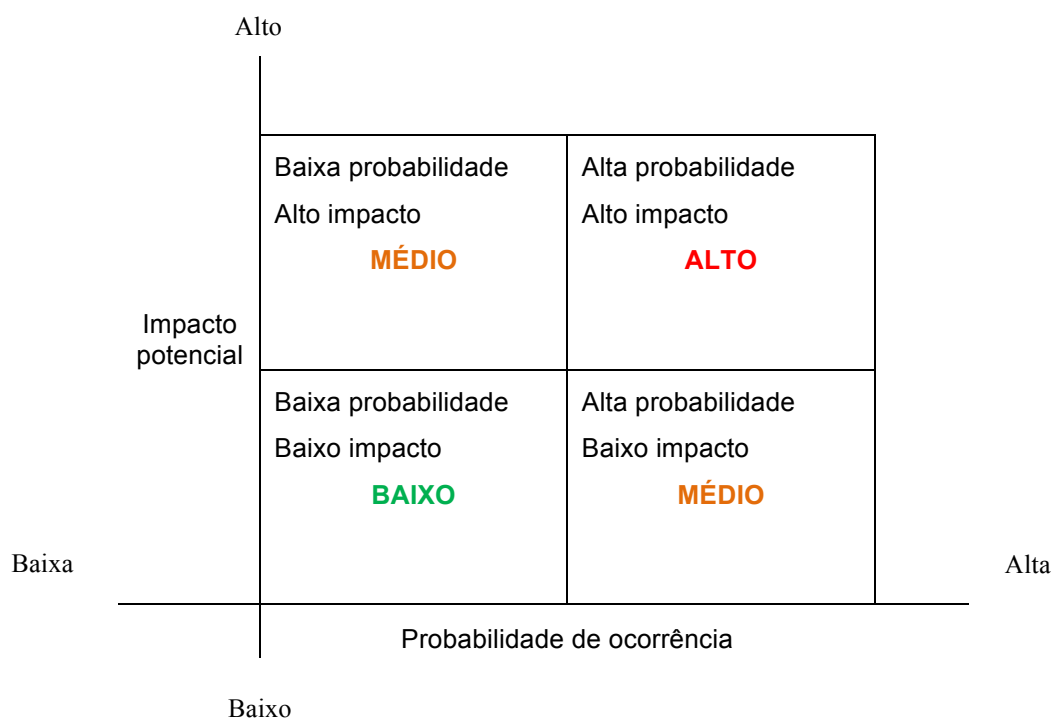 Alto
Baixa probabilidade
Alto impacto
MÉDIO
Alta probabilidade
Alto impacto
ALTO
Impacto
potencial
Baixa probabilidade
Baixo impacto
BAIXO
Alta probabilidade
Baixo impacto
MÉDIO
Baixa
Alta
Probabilidade de ocorrência
Baixo